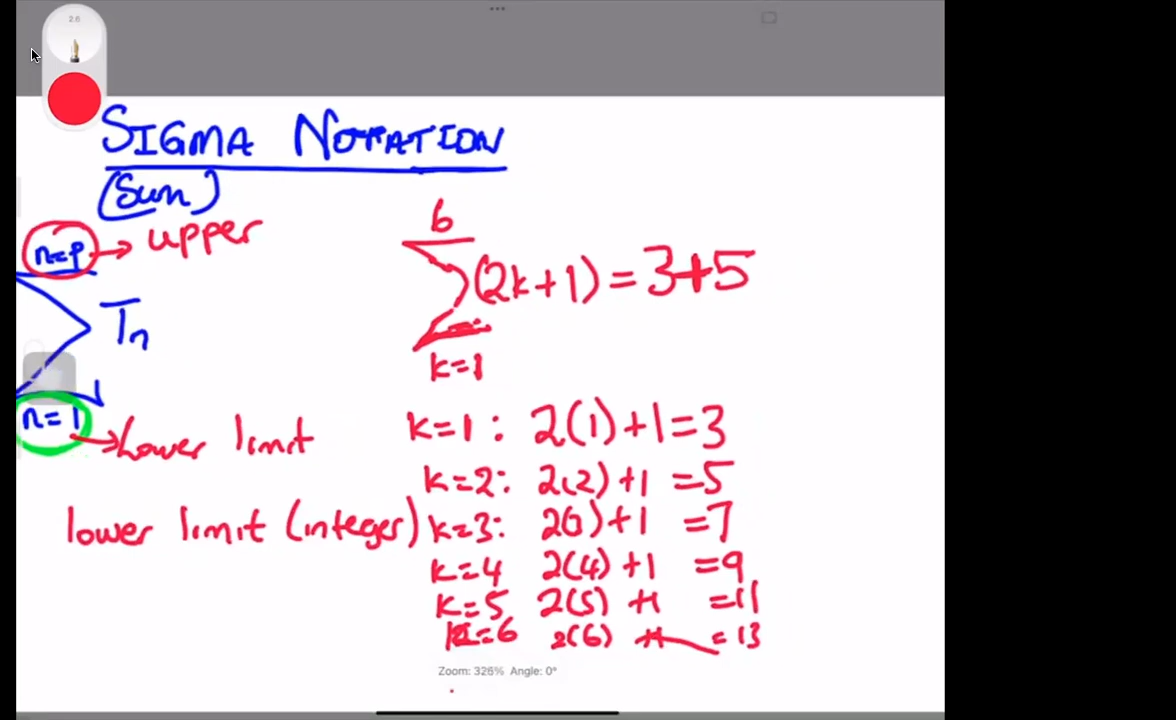 2.6
SIGMA NOTATION
(Sum)
n=p → upper
Tn
n=1 → Lower limit
lower limit (integer)
6
Σ(2k+1) = 3+5
k=1
k=1: 2(1)+1=3
k=2: 2(2)+1 =5
k=3: 2(3)+1 =7
k=4 2(4)+1 =9
k=5 2(5)+1 =11
k=6 2(6)+1 =13
Zoom: 326% Angle: 0°